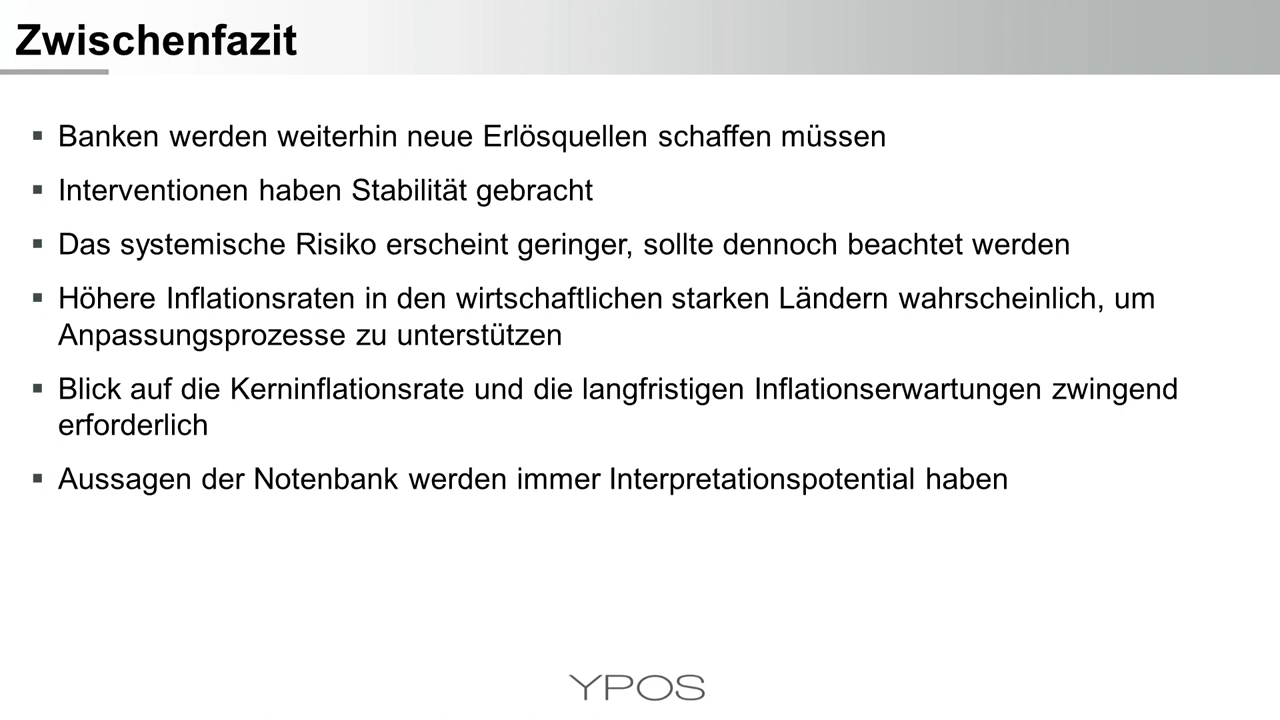 Zwischenfazit
▪ Banken werden weiterhin neue Erlösquellen schaffen müssen
▪ Interventionen haben Stabilität gebracht
▪ Das systemische Risiko erscheint geringer, sollte dennoch beachtet werden
▪ Höhere Inflationsraten in den wirtschaftlichen starken Ländern wahrscheinlich, um
Anpassungsprozesse zu unterstützen
▪ Blick auf die Kerninflationsrate und die langfristigen Inflationserwartungen zwingend
erforderlich
▪ Aussagen der Notenbank werden immer Interpretationspotential haben
YPOS